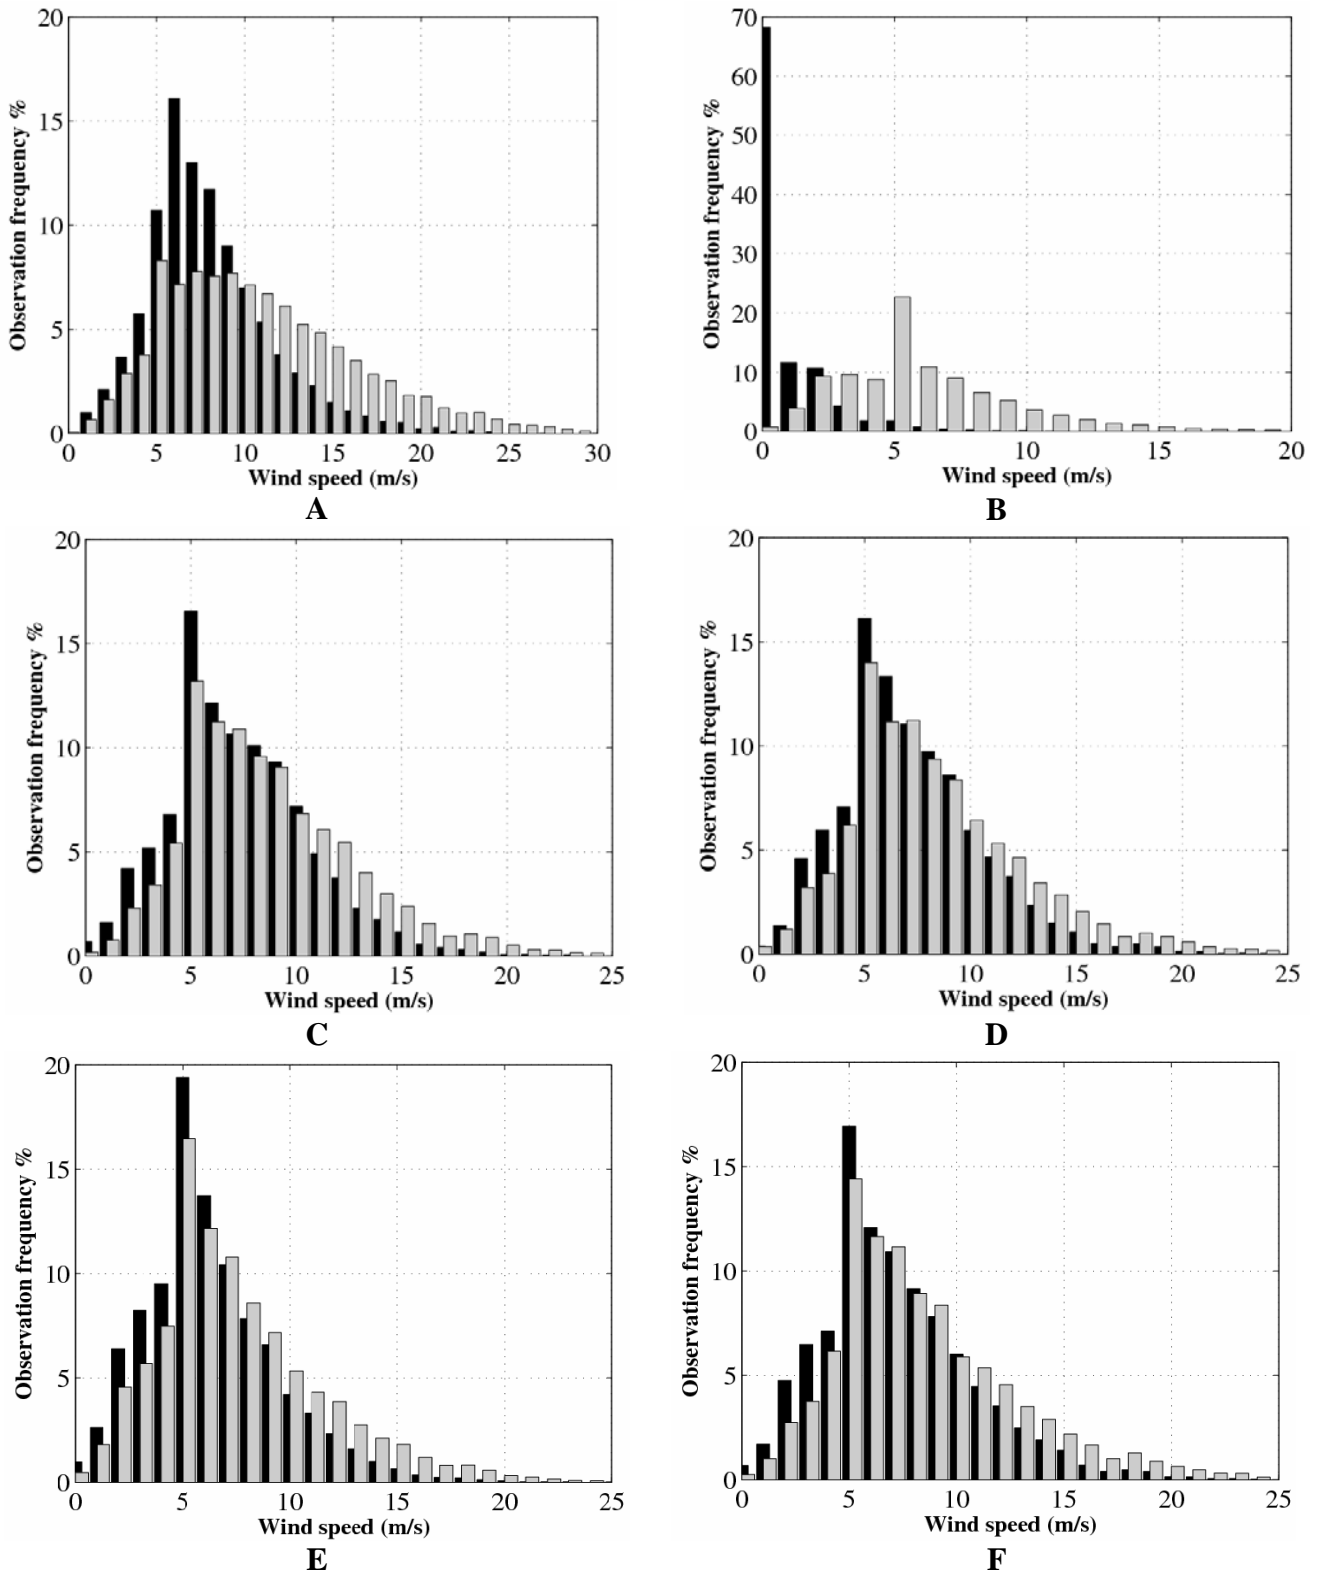 20
15
10
5
0
0 5 10 15 20 25 30
Observation frequency %
Wind speed (m/s)
A
70
60
50
40
30
20
10
0
0 5 10 15 20
Observation frequency %
Wind speed (m/s)
B
20
15
10
5
0
0 5 10 15 20 25
Observation frequency %
Wind speed (m/s)
C
20
15
10
5
0
0 5 10 15 20 25
Observation frequency %
Wind speed (m/s)
D
20
15
10
5
0
0 5 10 15 20 25
Observation frequency %
Wind speed (m/s)
E
20
15
10
5
0
0 5 10 15 20 25
Observation frequency %
Wind speed (m/s)
F